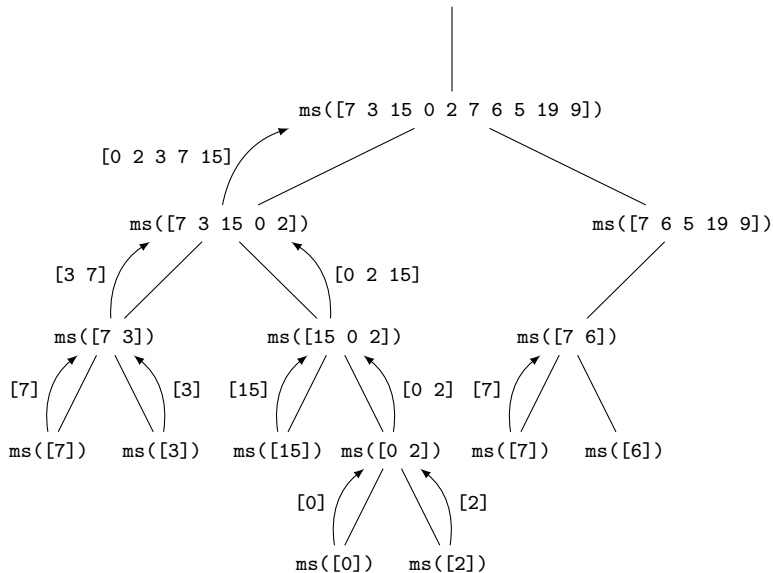 ms([7 3 15 0 2 7 6 5 19 9])
[0 2 3 7 15]
ms([7 3 15 0 2])
ms([7 6 5 19 9])
[3 7]
[0 2 15]
ms([7 3])
ms([15 0 2])
ms([7 6])
[7]
[3]
[15]
[0 2]
[7]
ms([7])
ms([3])
ms([15])
ms([0 2])
ms([7])
ms([6])
[0]
[2]
ms([0])
ms([2])